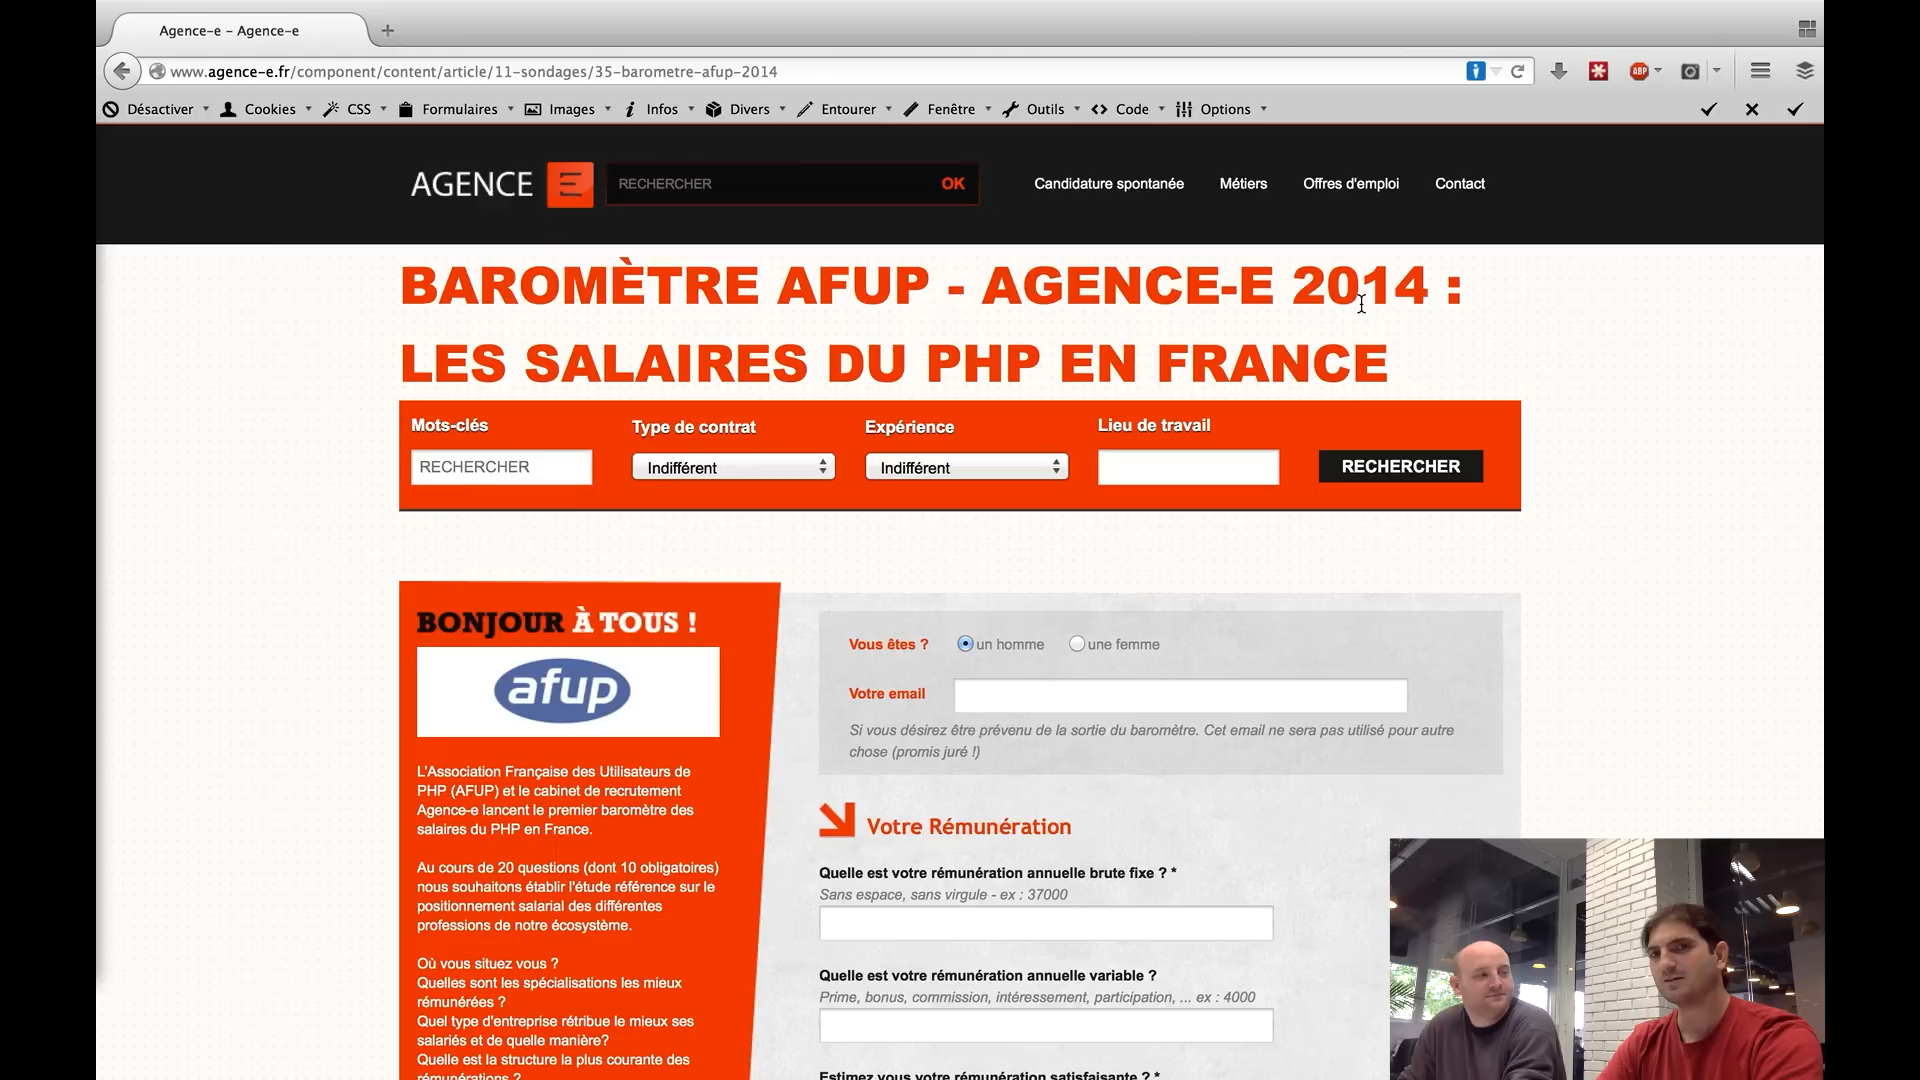 Agence-e - Agence-e
www.agence-e.fr/component/content/article/11-sondages/35-barometre-afup-2014
ABP
Désactiver Cookies CSS Formulaires Images Infos Divers Entourer Fenêtre Outils Code Options
AGENCE E RECHERCHER OK Candidature spontanée Métiers Offres d'emploi Contact
BAROMÈTRE AFUP - AGENCE-E 2014 :
LES SALAIRES DU PHP EN FRANCE
Mots-clés Type de contrat Expérience Lieu de travail
RECHERCHER Indifférent Indifférent RECHERCHER
BONJOUR À TOUS !
afup
L'Association Française des Utilisateurs de
PHP (AFUP) et le cabinet de recrutement
Agence-e lancent le premier baromètre des
salaires du PHP en France.
Au cours de 20 questions (dont 10 obligatoires)
nous souhaitons établir l'étude référence sur le
positionnement salarial des différentes
professions de notre écosystème.
Où vous situez vous ?
Quelles sont les spécialisations les mieux
rémunérées ?
Quel type d'entreprise rétribue le mieux ses
salariés et de quelle manière?
Quelle est la structure la plus courante des
rémunérations ?
Vous êtes ? un homme une femme
Votre email
Si vous désirez être prévenu de la sortie du baromètre. Cet email ne sera pas utilisé pour autre
chose (promis juré !)
Votre Rémunération
Quelle est votre rémunération annuelle brute fixe ? *
Sans espace, sans virgule - ex : 37000
Quelle est votre rémunération annuelle variable ?
Prime, bonus, commission, intéressement, participation, ... ex : 4000
Estimez vous votre rémunération satisfaisante ? *